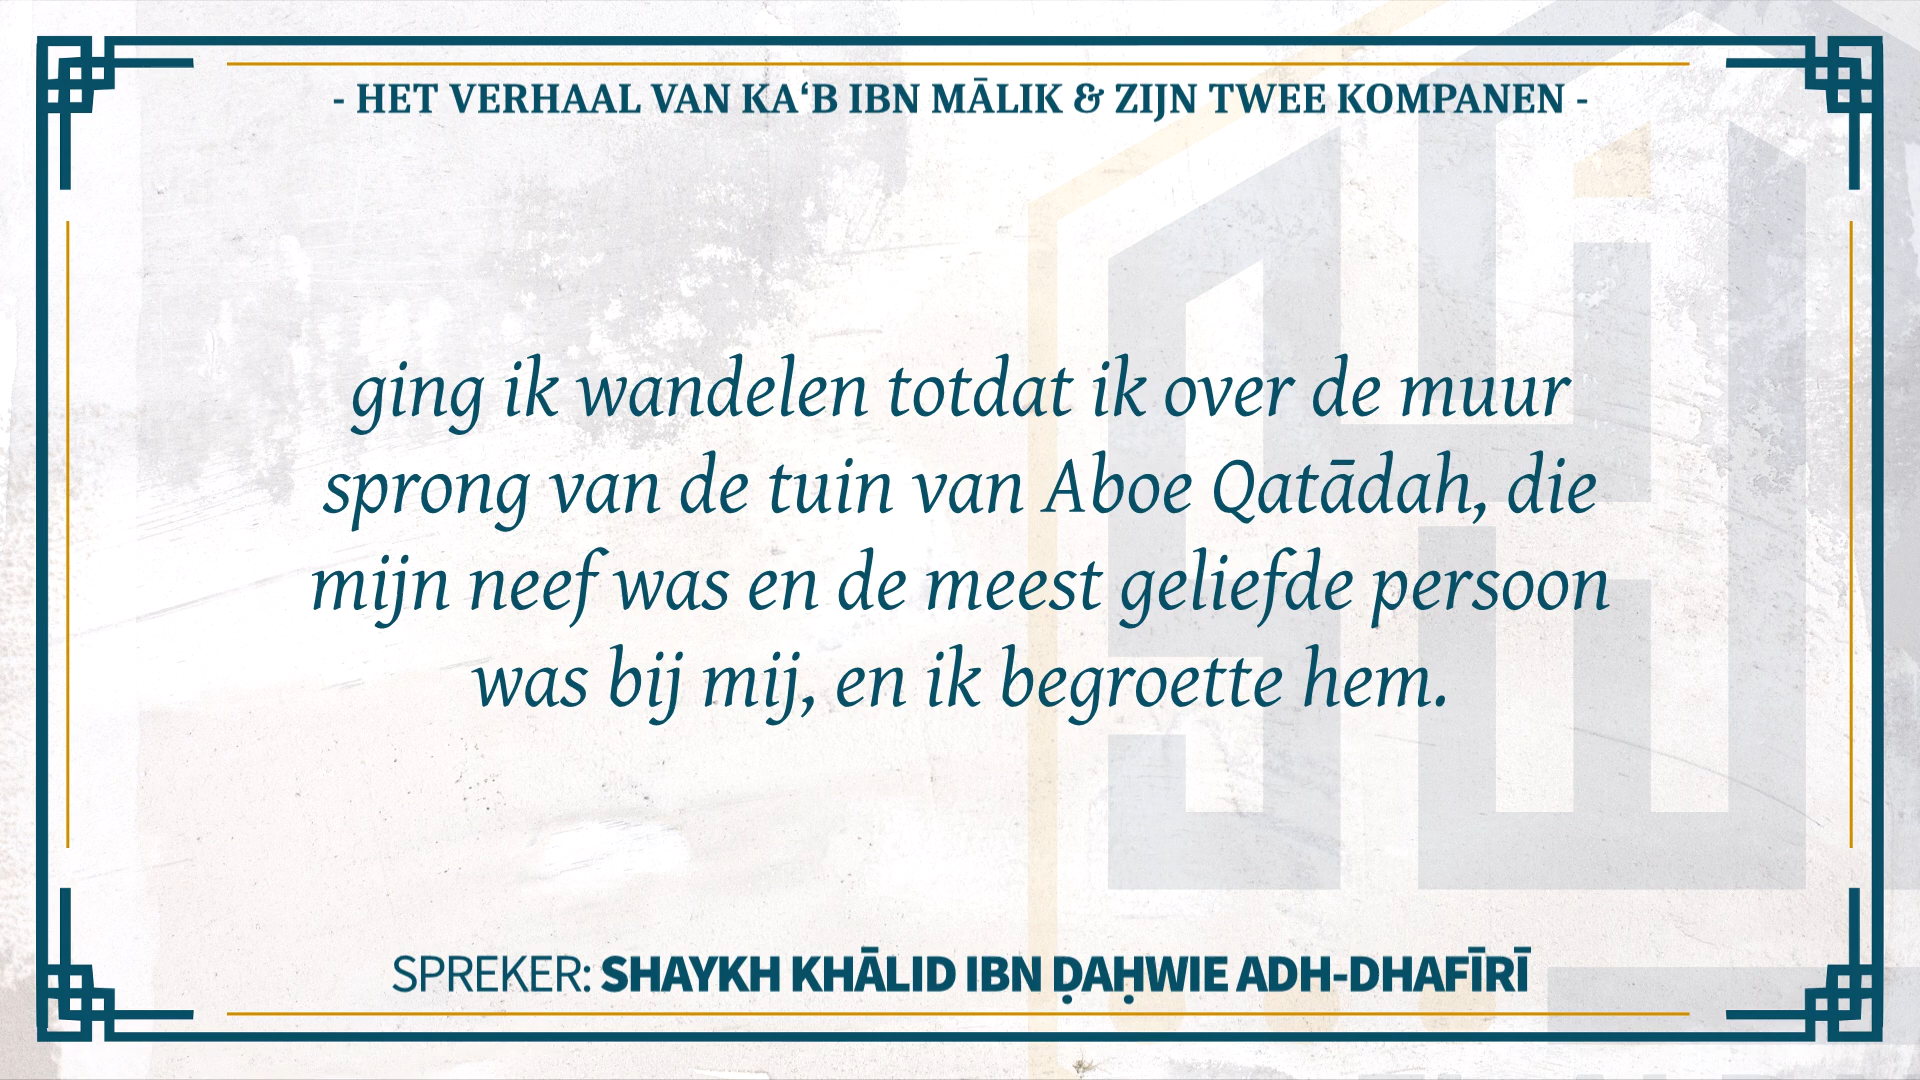 - HET VERHAAL VAN KA‘B IBN MĀLIK & ZIJN TWEE KOMPANEN -
ging ik wandelen totdat ik over de muur
sprong van de tuin van Aboe Qatādah, die
mijn neef was en de meest geliefde persoon
was bij mij, en ik begroette hem.
SPREKER: SHAYKH KHĀLID IBN ḌAḤWIE ADH-DHAFĪRĪ